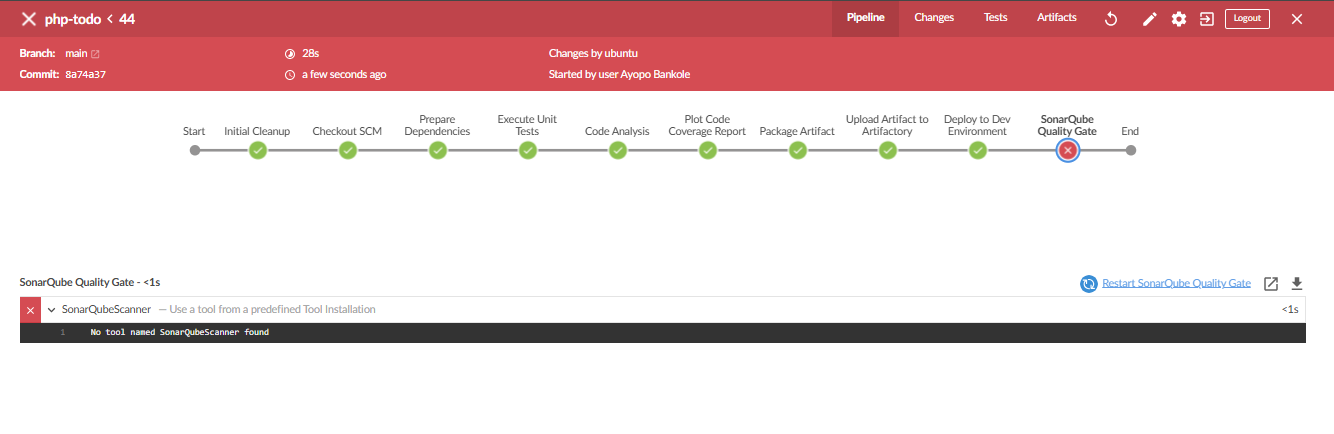 php-todo < 44
Pipeline Changes Tests Artifacts Logout
Branch: main 28s Changes by ubuntu
Commit: 8a74a37 a few seconds ago Started by user Ayopo Bankole
Start
Initial Cleanup
Checkout SCM
Prepare
Dependencies
Execute Unit
Tests
Code Analysis
Plot Code
Coverage Report
Package Artifact
Upload Artifact to
Artifactory
Deploy to Dev
Environment
SonarQube
Quality Gate
End
SonarQube Quality Gate - <1s Restart SonarQube Quality Gate
SonarQubeScanner — Use a tool from a predefined Tool Installation <1s
1 No tool named SonarQubeScanner found